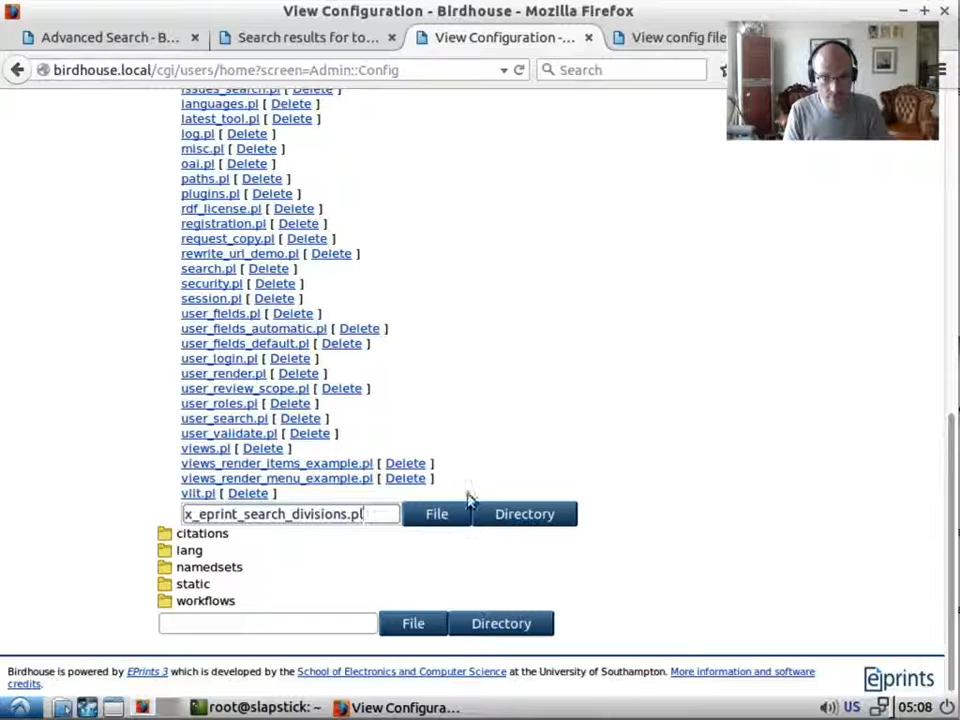 View Configuration - Birdhouse - Mozilla Firefox
Advanced Search - B... × Search results for to... × View Configuration -... × View config file
birdhouse.local/cgi/users/home?screen=Admin::Config Search
issues_search.pl [ Delete ]
languages.pl [ Delete ]
latest_tool.pl [ Delete ]
log.pl [ Delete ]
misc.pl [ Delete ]
oai.pl [ Delete ]
paths.pl [ Delete ]
plugins.pl [ Delete ]
rdf_license.pl [ Delete ]
registration.pl [ Delete ]
request_copy.pl [ Delete ]
rewrite_url_demo.pl [ Delete ]
search.pl [ Delete ]
security.pl [ Delete ]
session.pl [ Delete ]
user_fields.pl [ Delete ]
user_fields_automatic.pl [ Delete ]
user_fields_default.pl [ Delete ]
user_login.pl [ Delete ]
user_render.pl [ Delete ]
user_review_scope.pl [ Delete ]
user_roles.pl [ Delete ]
user_search.pl [ Delete ]
user_validate.pl [ Delete ]
views.pl [ Delete ]
views_render_items_example.pl [ Delete ]
views_render_menu_example.pl [ Delete ]
vlit.pl [ Delete ]
x_eprint_search_divisions.pl File Directory
citations
lang
namedsets
static
workflows
File Directory
Birdhouse is powered by EPrints 3 which is developed by the School of Electronics and Computer Science at the University of Southampton. More information and software
credits.
eprints
root@slapstick: ~ View Configura... US 05:08